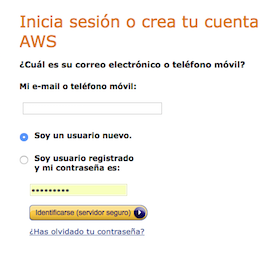 Inicia sesión o crea tu cuenta
AWS
¿Cuál es su correo electrónico o teléfono móvil?
Mi e-mail o teléfono móvil:
Soy un usuario nuevo.
Soy usuario registrado
y mi contraseña es:
•••••••••
Identificarse (servidor seguro)
¿Has olvidado tu contraseña?